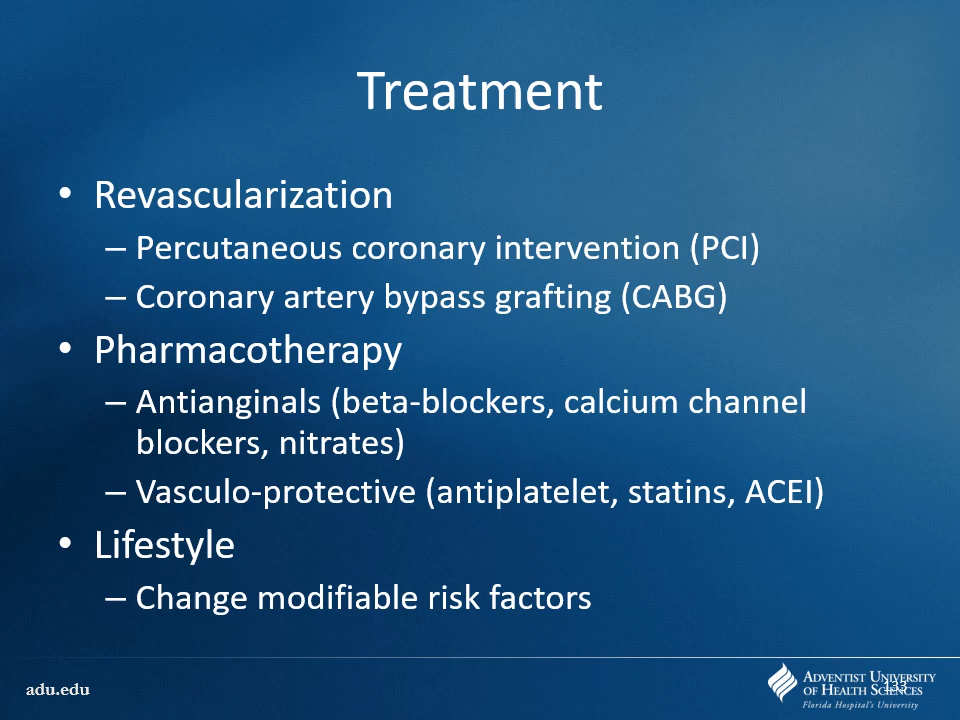 Treatment
• Revascularization
– Percutaneous coronary intervention (PCI)
– Coronary artery bypass grafting (CABG)
• Pharmacotherapy
– Antianginals (beta-blockers, calcium channel
blockers, nitrates)
– Vasculo-protective (antiplatelet, statins, ACEI)
• Lifestyle
– Change modifiable risk factors
adu.edu
ADVENTIST UNIVERSITY
OF HEALTH SCIENCES
Florida Hospital's University
133